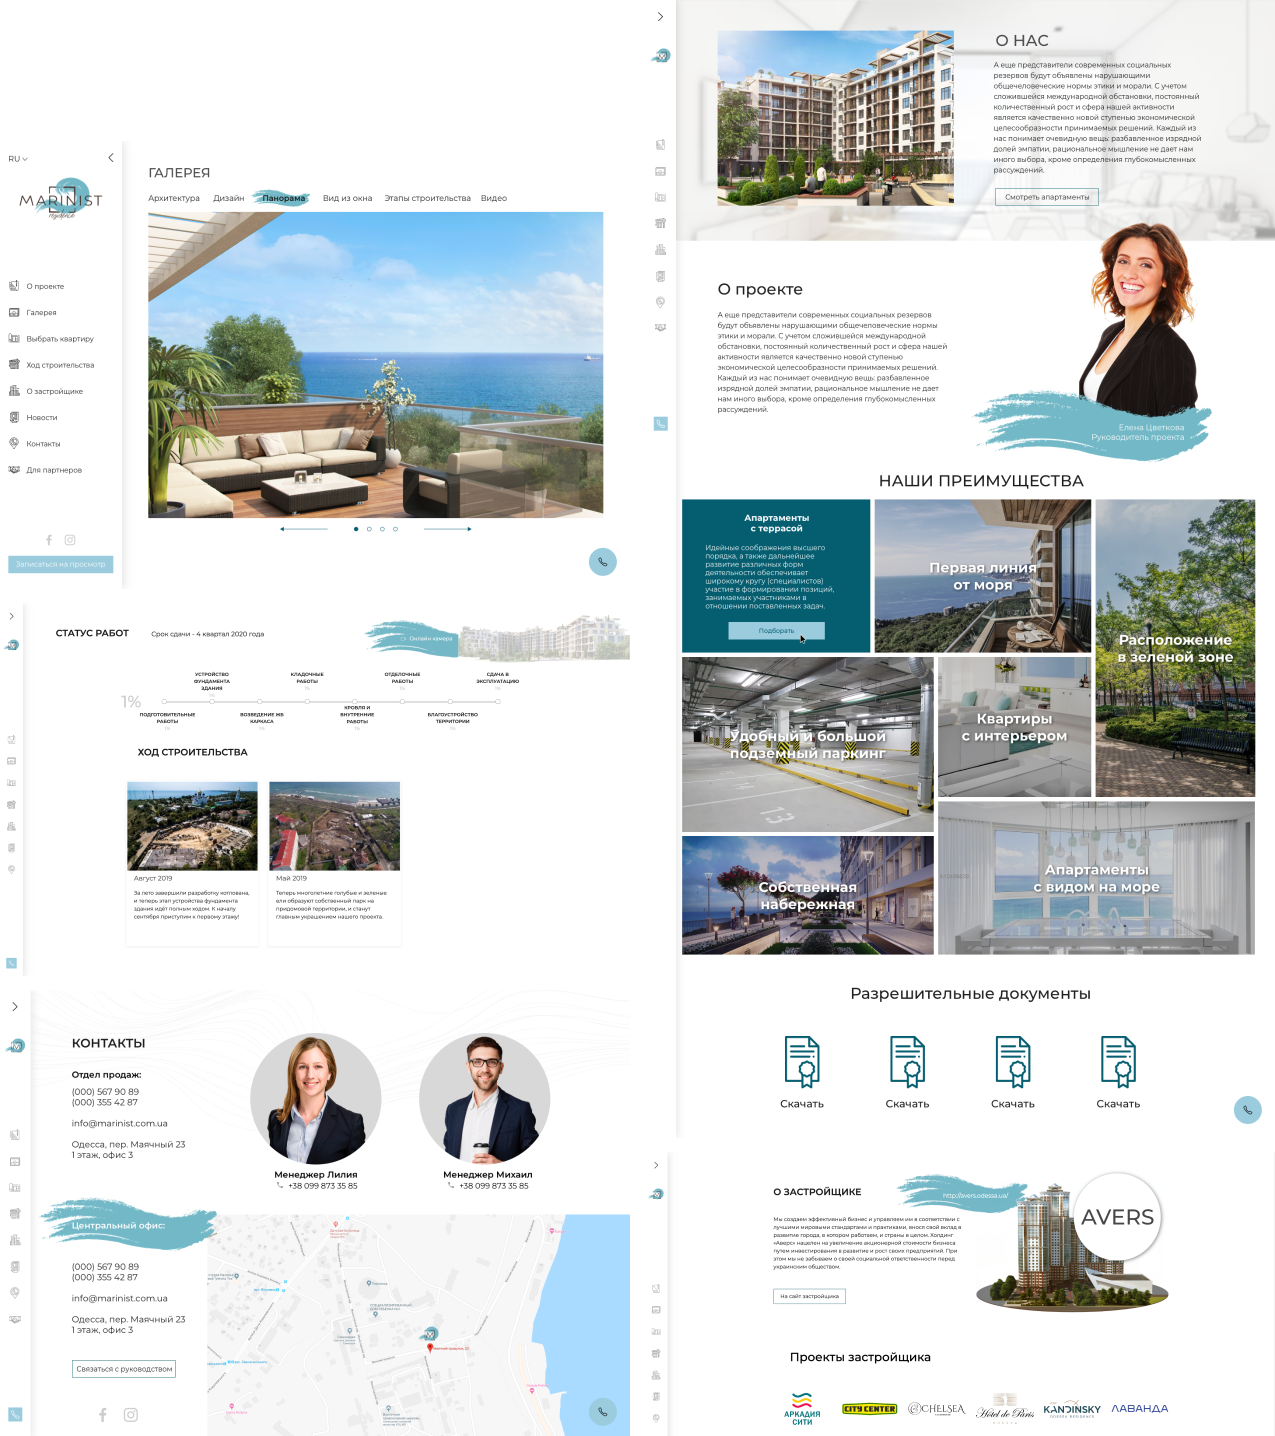 RU
MARINIST
residence
О проекте
Галерея
Выбрать квартиру
Ход строительства
О застройщике
Новости
Контакты
Для партнеров
Записаться на просмотр
ГАЛЕРЕЯ
Архитектура Дизайн Панорама Вид из окна Этапы строительства Видео
СТАТУС РАБОТ
Срок сдачи - 4 квартал 2020 года
Онлайн камера
1%
УСТРОЙСТВО
ФУНДАМЕНТА
ЗДАНИЯ
КЛАДОЧНЫЕ
РАБОТЫ
ОТДЕЛОЧНЫЕ
РАБОТЫ
СДАЧА В
ЭКСПЛУАТАЦИЮ
ПОДГОТОВИТЕЛЬНЫЕ
РАБОТЫ
ВОЗВЕДЕНИЕ ЖБ
КАРКАСА
КРОВЛЯ И
ВНУТРЕННИЕ
РАБОТЫ
БЛАГОУСТРОЙСТВО
ТЕРРИТОРИИ
ХОД СТРОИТЕЛЬСТВА
Август 2019
За лето завершили разработку котлована,
и теперь этап устройства фундамента
здания идёт полным ходом. К началу
сентября приступим к первому этажу!
Май 2019
Теперь многолетние голубые и зеленые
ели образуют собственный парк на
придомовой территории, и станут
главным украшением нашего проекта.
КОНТАКТЫ
Отдел продаж:
(000) 567 90 89
(000) 355 42 87
info@marinist.com.ua
Одесса, пер. Маячный 23
1 этаж, офис 3
Менеджер Лилия
+38 099 873 35 85
Менеджер Михаил
+38 099 873 35 85
Центральный офис:
(000) 567 90 89
(000) 355 42 87
info@marinist.com.ua
Одесса, пер. Маячный 23
1 этаж, офис 3
Связаться с руководством
О НАС
А еще представители современных социальных
резервов будут объявлены нарушающими
общечеловеческие нормы этики и морали. С учетом
сложившейся международной обстановки, постоянный
количественный рост и сфера нашей активности
является качественно новой ступенью экономической
целесообразности принимаемых решений. Каждый из
нас понимает очевидную вещь: разбавленное изрядной
долей эмпатии, рациональное мышление не дает нам
иного выбора, кроме определения глубокомысленных
рассуждений.
Смотреть апартаменты
О проекте
А еще представители современных социальных резервов
будут объявлены нарушающими общечеловеческие нормы
этики и морали. С учетом сложившейся международной
обстановки, постоянный количественный рост и сфера нашей
активности является качественно новой ступенью
экономической целесообразности принимаемых решений.
Каждый из нас понимает очевидную вещь: разбавленное
изрядной долей эмпатии, рациональное мышление не дает
нам иного выбора, кроме определения глубокомысленных
рассуждений.
Елена Цветкова
Руководитель проекта
НАШИ ПРЕИМУЩЕСТВА
Апартаменты
с террасой
Идейные соображения высшего
порядка, а также дальнейшее
развитие различных форм
деятельности обеспечивает
широкому кругу (специалистов)
участие в формировании позиций,
занимаемых участниками в
отношении поставленных задач.
Подборать
Первая линия
от моря
Расположение
в зеленой зоне
Удобный и большой
подземный паркинг
Квартиры
с интерьером
Собственная
набережная
Апартаменты
с видом на море
Разрешительные документы
Скачать Скачать Скачать Скачать
О ЗАСТРОЙЩИКЕ
http://avers.odessa.ua/
AVERS
Мы создаем эффективный бизнес и управляем им в соответствии с
лучшими мировыми стандартами и практиками, внося свой вклад в
развитие города, в котором работаем, и страны в целом. Холдинг
«Аверс» нацелен на увеличение акционерной стоимости бизнеса
путем инвестирования в развитие и рост своих предприятий. При
этом мы не забываем о своей социальной ответственности перед
украинским обществом.
На сайт застройщика
Проекты застройщика
АРКАДИЯ
СИТИ
CITY CENTER
CHELSEA
Hôtel de Paris
KANDINSKY
ODESSA RESIDENCE
ЛАВАНДА